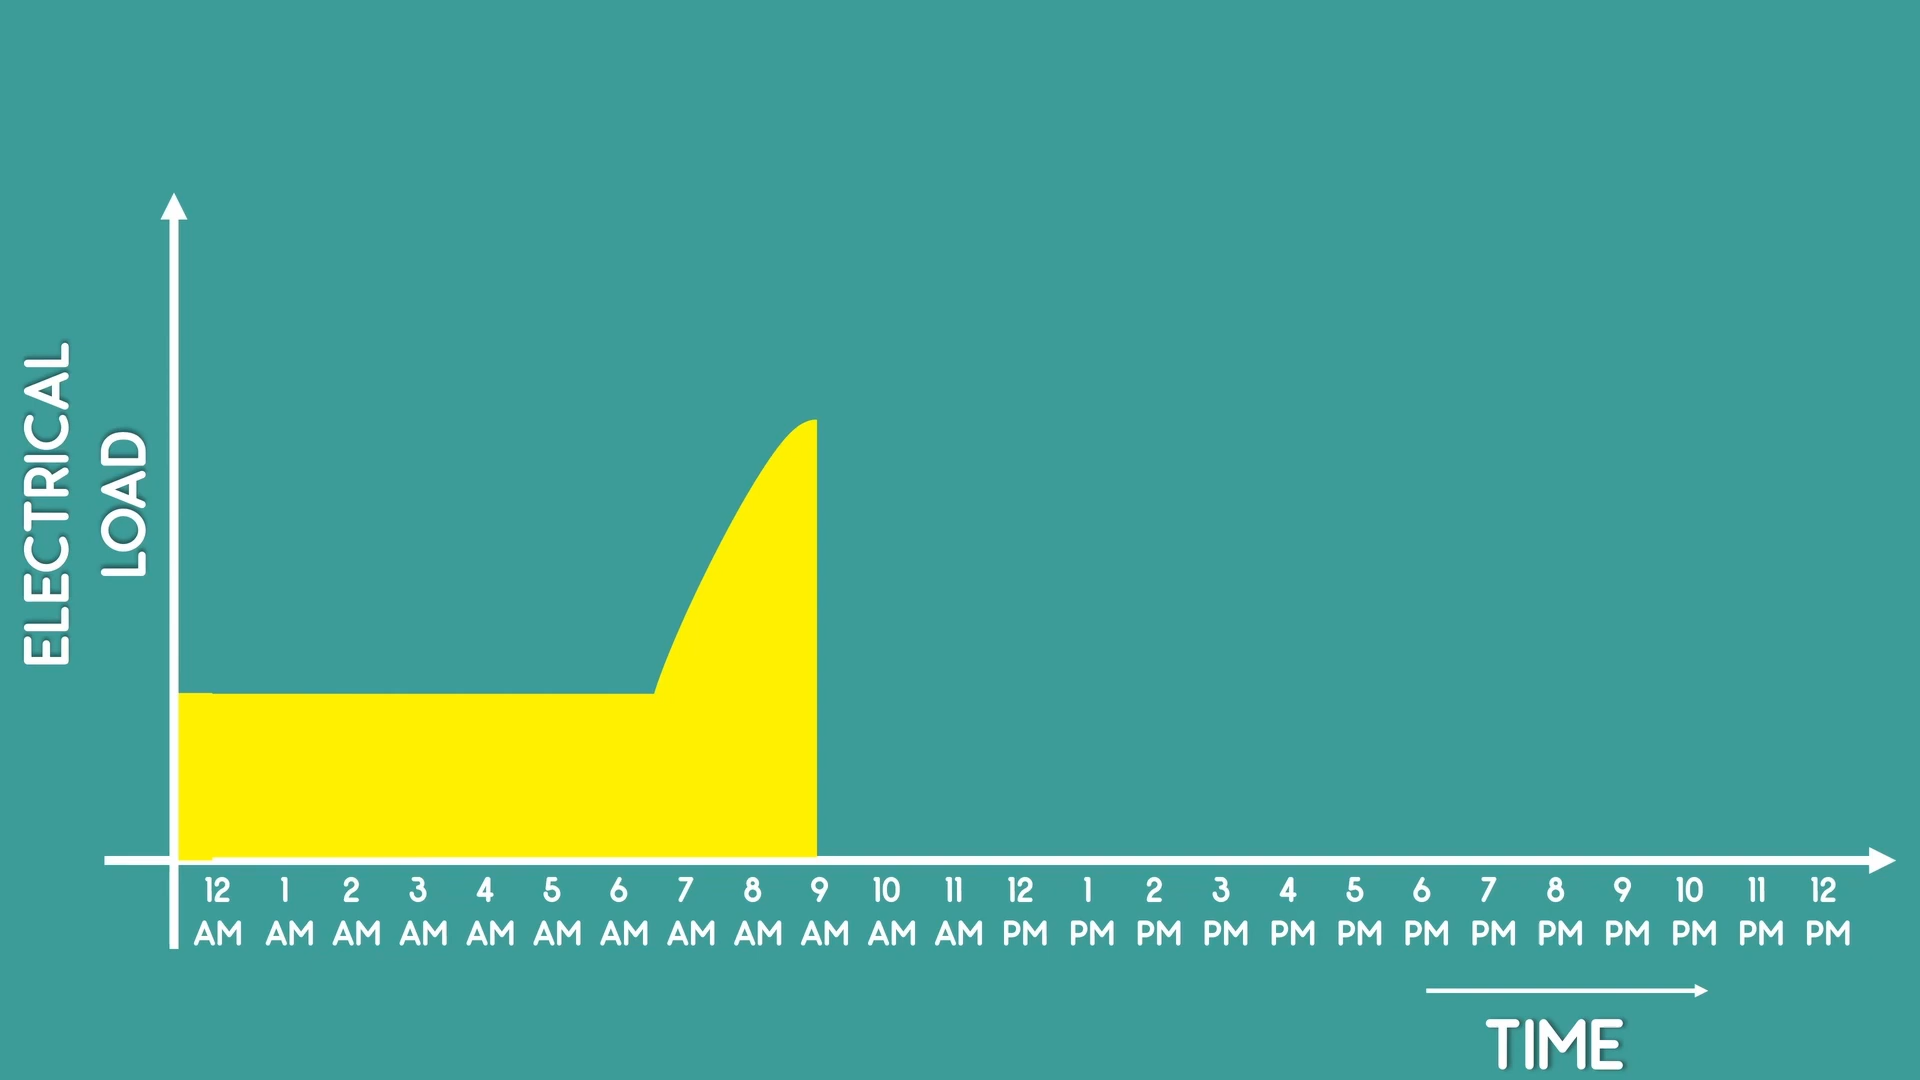 ELECTRICAL
LOAD
12 1 2 3 4 5 6 7 8 9 10 11 12 1 2 3 4 5 6 7 8 9 10 11 12
AM AM AM AM AM AM AM AM AM AM AM AM PM PM PM PM PM PM PM PM PM PM PM PM PM
TIME